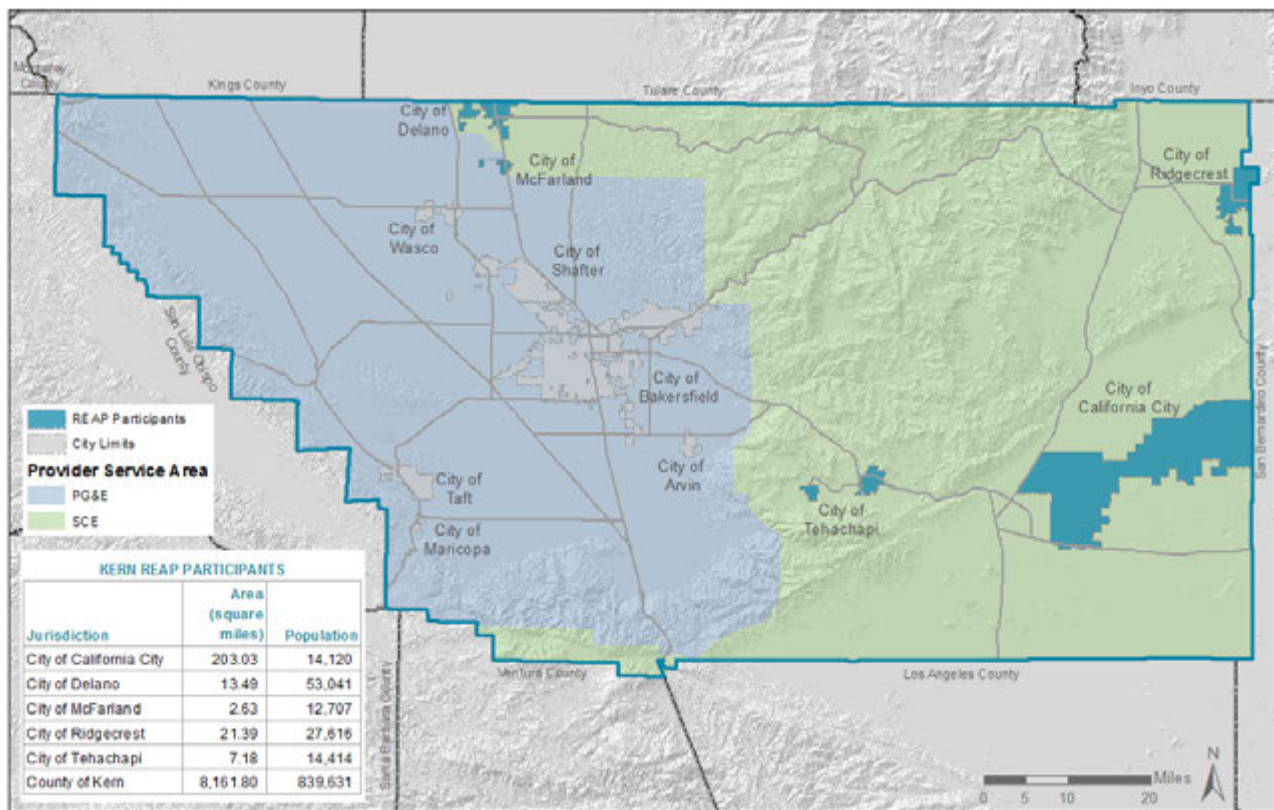 Monterey
County
Kings County
Tulare County
Inyo County
City of
Delano
City of
McFarland
City of
Ridgecrest
City of
Wasco
City of
Shafter
San Luis Obispo
County
City of
Bakersfield
City of
California City
San Bernardino County
City of
Arvin
City of
Taft
City of
Tehachapi
City of
Maricopa
REAP Participants
City Limits
Provider Service Area
PG&E
SCE
KERN REAP PARTICIPANTS
Jurisdiction Area (square miles) Population
City of California City 203.03 14,120
City of Delano 13.49 53,041
City of McFarland 2.63 12,707
City of Ridgecrest 21.39 27,616
City of Tehachapi 7.18 14,414
County of Kern 8,161.80 839,631
Santa Barbara County
Ventura County
Los Angeles County
N
Miles
0 5 10 20